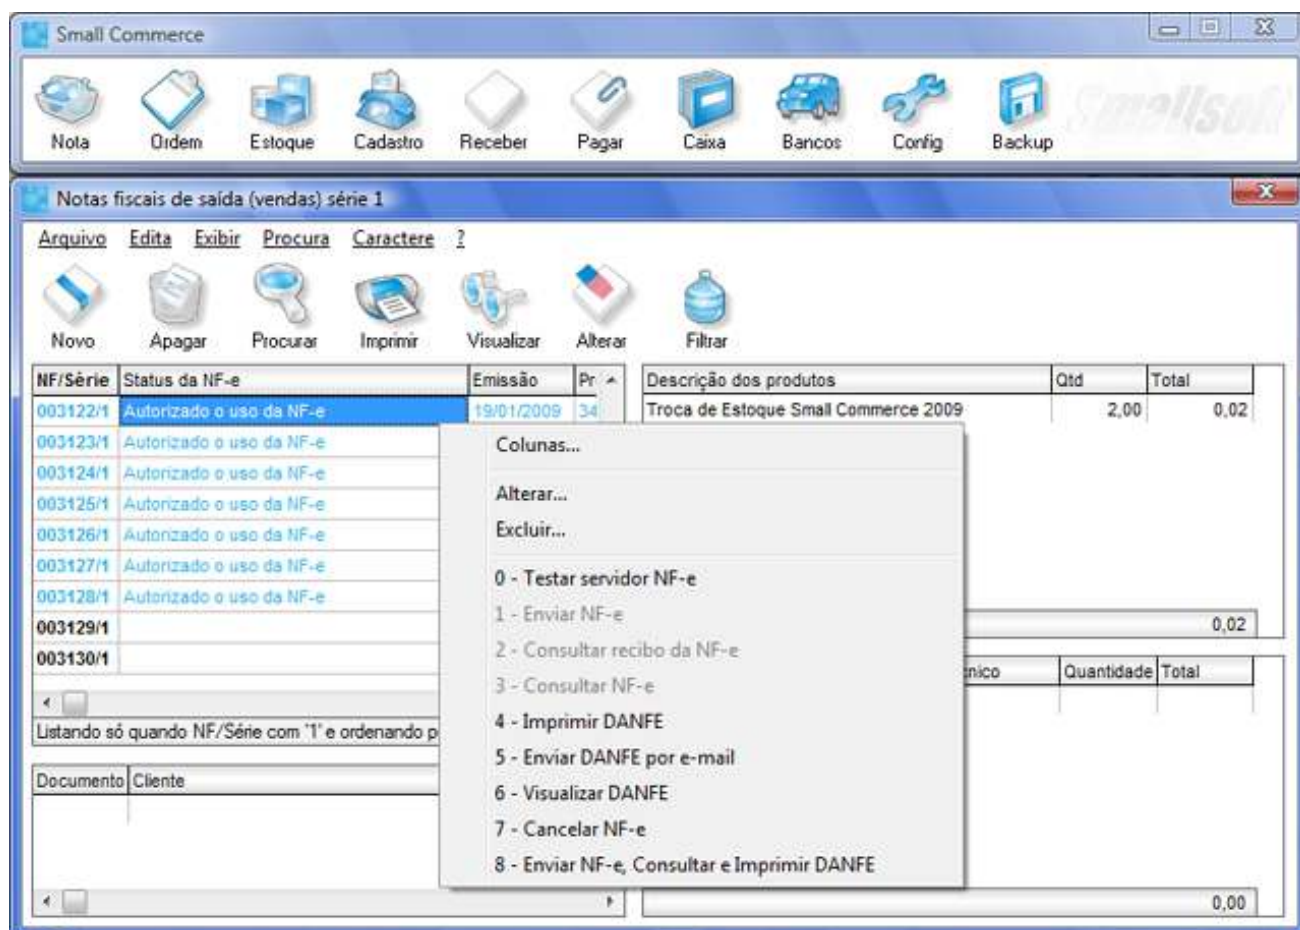 Small Commerce
Smallsoft
Nota Ordem Estoque Cadastro Receber Pagar Caixa Bancos Config Backup
Notas fiscais de saída (vendas) série 1
Arquivo Edita Exibir Procura Caractere ?
Novo Apagar Procurar Imprimir Visualizar Alterar Filtrar
NF/Série Status da NF-e Emissão Pr Descrição dos produtos Qtd Total
003122/1 Autorizado o uso da NF-e 19/01/2009 34 Troca de Estoque Small Commerce 2009 2,00 0,02
003123/1 Autorizado o uso da NF-e
003124/1 Autorizado o uso da NF-e
003125/1 Autorizado o uso da NF-e
003126/1 Autorizado o uso da NF-e
003127/1 Autorizado o uso da NF-e
003128/1 Autorizado o uso da NF-e
003129/1 0,02
003130/1
Quantidade Total
Listando só quando NF/Série com '1' e ordenando p
Documento Cliente
Colunas...
Alterar...
Excluir...
0 - Testar servidor NF-e
1 - Enviar NF-e
2 - Consultar recibo da NF-e
3 - Consultar NF-e
4 - Imprimir DANFE
5 - Enviar DANFE por e-mail
6 - Visualizar DANFE
7 - Cancelar NF-e
8 - Enviar NF-e, Consultar e Imprimir DANFE
0,00